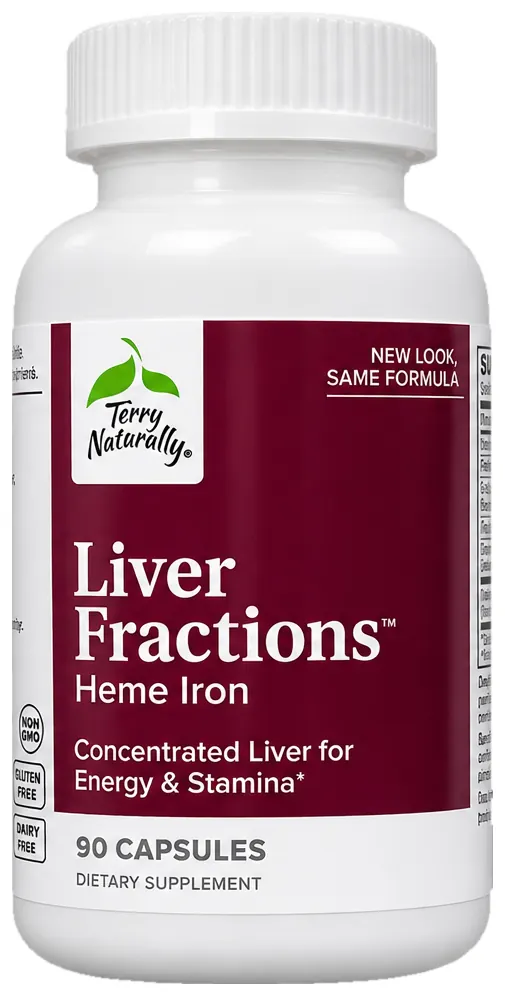 Terry
Naturally®
NEW LOOK,
SAME FORMULA
Liver
Fractions™
Heme Iron
Concentrated Liver for
Energy & Stamina*
90 CAPSULES
DIETARY SUPPLEMENT
NON
GMO
GLUTEN
FREE
DAIRY
FREE
SU